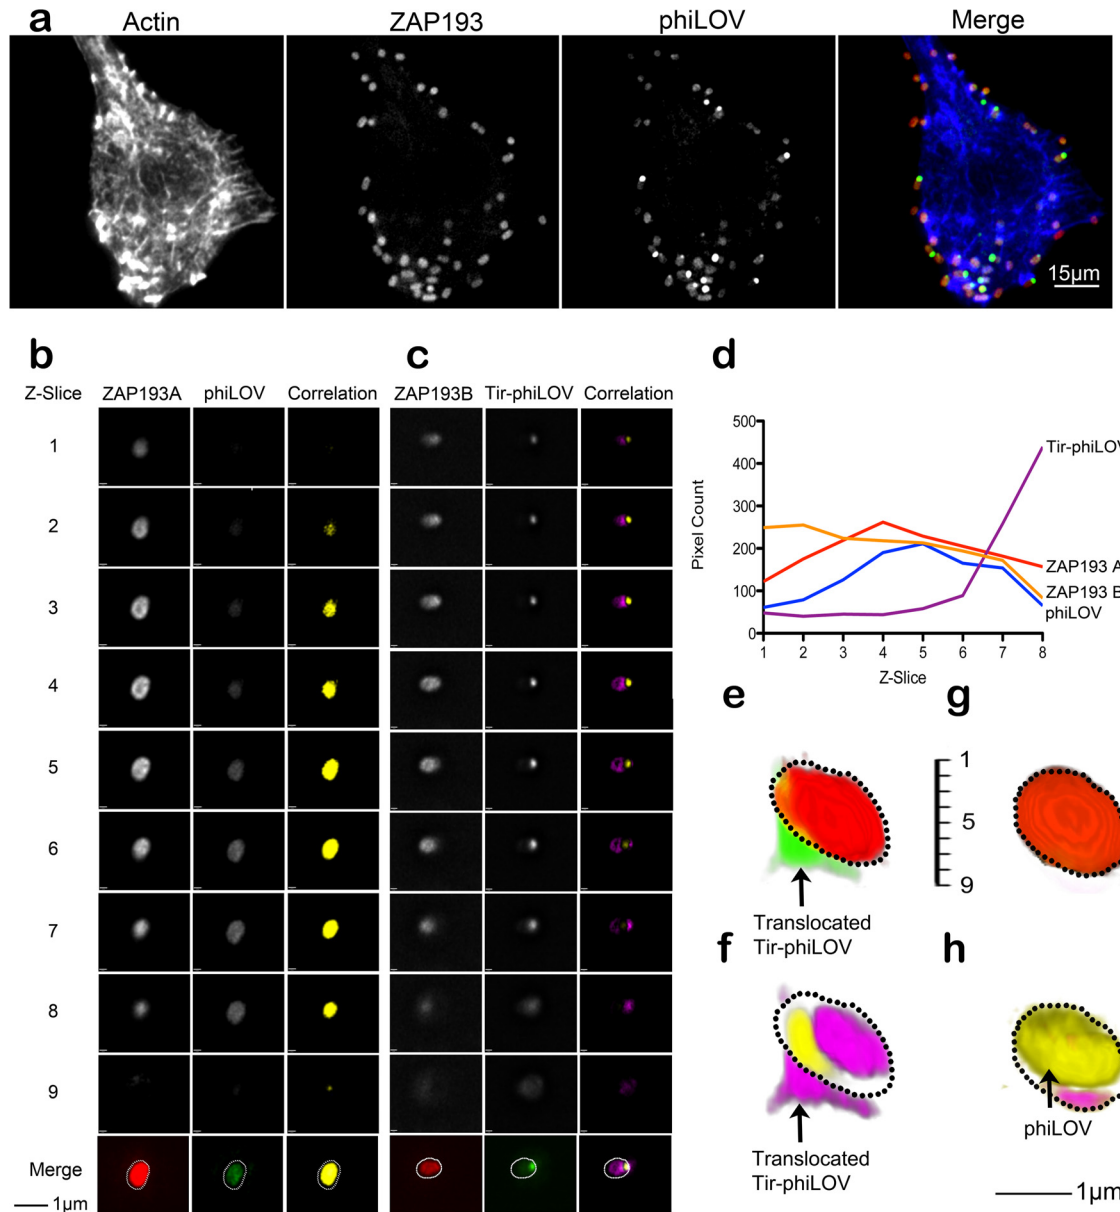 a
Actin ZAP193 phiLOV Merge
15µm
b
Z-Slice ZAP193A phiLOV Correlation
1
2
3
4
5
6
7
8
9
Merge
1µm
c
ZAP193B Tir-phiLOV Correlation
d
Pixel Count
500
400
300
200
100
0
1 2 3 4 5 6 7 8
Z-Slice
Tir-phiLOV
ZAP193 A
ZAP193 B
phiLOV
e
Translocated
Tir-phiLOV
g
1
5
9
f
Translocated
Tir-phiLOV
h
phiLOV
1µm